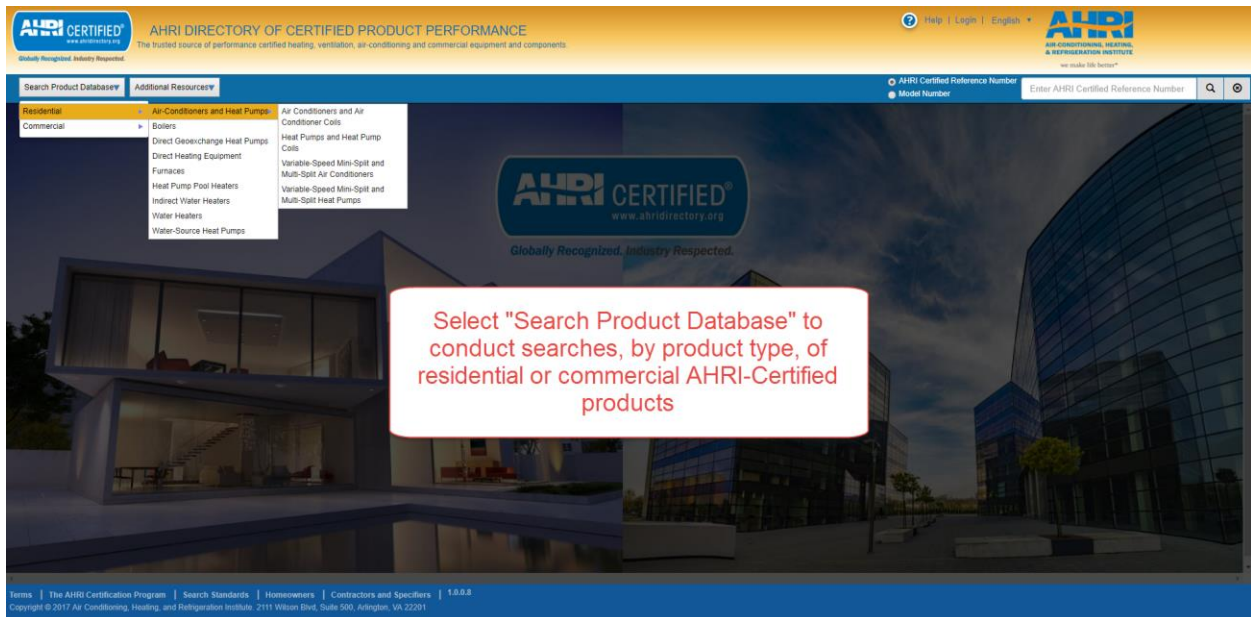 AHRI CERTIFIED®
www.ahridirectory.org
Globally Recognized. Industry Respected.
AHRI DIRECTORY OF CERTIFIED PRODUCT PERFORMANCE
The trusted source of performance certified heating, ventilation, air-conditioning and commercial equipment and components.
Help | Login | English
AHRI
AIR-CONDITIONING, HEATING,
& REFRIGERATION INSTITUTE
we make life better®
Search Product Database
Additional Resources
AHRI Certified Reference Number
Model Number
Enter AHRI Certified Reference Number
Residential
Commercial
Air-Conditioners and Heat Pumps
Boilers
Direct Geoexchange Heat Pumps
Direct Heating Equipment
Furnaces
Heat Pump Pool Heaters
Indirect Water Heaters
Water Heaters
Water-Source Heat Pumps
Air Conditioners and Air
Conditioner Coils
Heat Pumps and Heat Pump
Coils
Variable-Speed Mini-Split and
Multi-Split Air Conditioners
Variable-Speed Mini-Split and
Multi-Split Heat Pumps
AHRI CERTIFIED®
www.ahridirectory.org
Globally Recognized. Industry Respected.
Select "Search Product Database" to
conduct searches, by product type, of
residential or commercial AHRI-Certified
products
Terms | The AHRI Certification Program | Search Standards | Homeowners | Contractors and Specifiers | 1.0.0.8
Copyright © 2017 Air Conditioning, Heating, and Refrigeration Institute. 2111 Wilson Blvd, Suite 500, Arlington, VA 22201